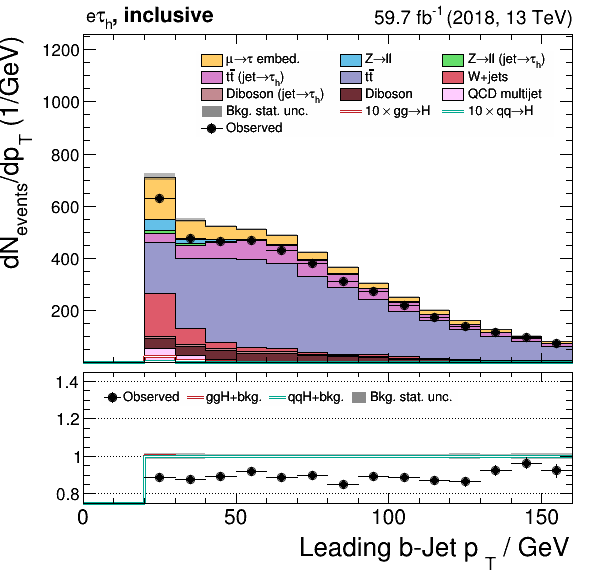 eτh, inclusive
59.7 fb-1 (2018, 13 TeV)
dNevents/dpT (1/GeV)
1200
1000
800
600
400
200
μ→τ embed.
Z→ll
Z→ll (jet→τh)
tt̄ (jet→τh)
tt̄
W+jets
Diboson (jet→τh)
Diboson
QCD multijet
Bkg. stat. unc.
10 × gg→H
10 × qq→H
Observed
1.4
1.2
1
0.8
Observed
ggH+bkg.
qqH+bkg.
Bkg. stat. unc.
0
50
100
150
Leading b-Jet p T / GeV